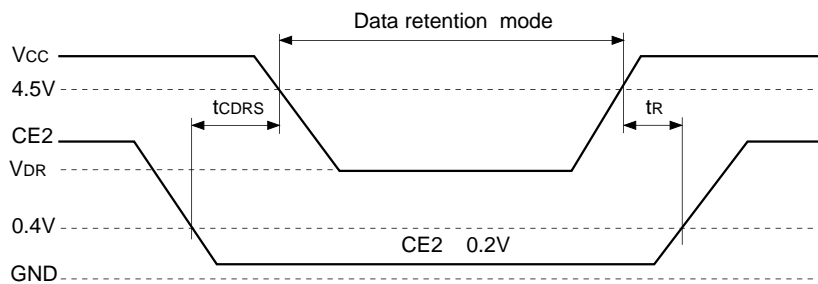 Data retention mode
VCC
4.5V
tCDRS
tR
CE2
VDR
0.4V
CE2 0.2V
GND